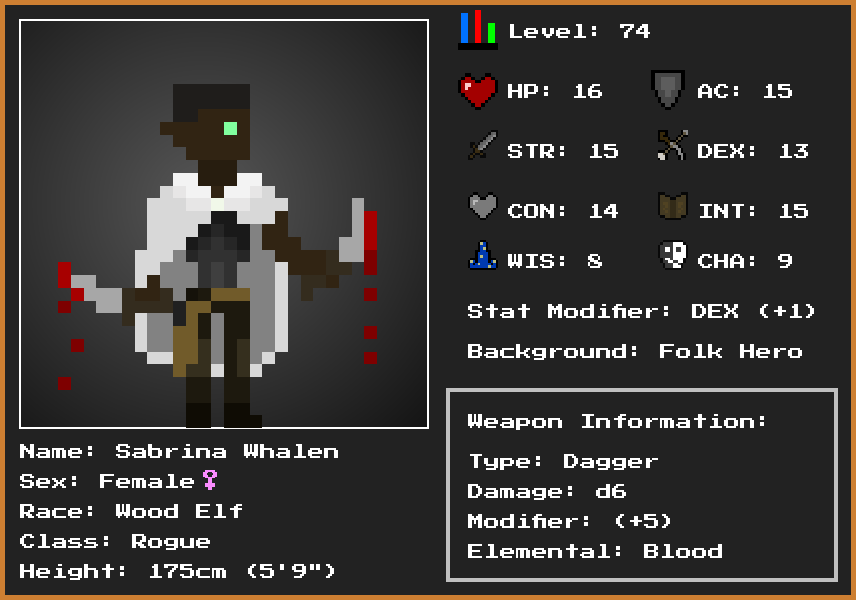 Level: 74
HP: 16
AC: 15
STR: 15
DEX: 13
CON: 14
INT: 15
WIS: 8
CHA: 9
Stat Modifier: DEX (+1)
Background: Folk Hero
Weapon Information:
Type: Dagger
Damage: d6
Modifier: (+5)
Elemental: Blood
Name: Sabrina Whalen
Sex: Female♀
Race: Wood Elf
Class: Rogue
Height: 175cm (5'9")